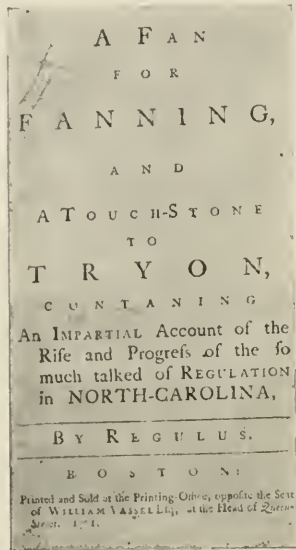 A FAN
FOR
FANNING,
AND
A TOUCH-STONE
TO
TRYON,
CONTANING
An IMPARTIAL Account of the
Riſe and Progreſs of the ſo
much talked of REGULATION
in NORTH-CAROLINA,
BY REGULUS.
BOSTON:
Printed and Sold at the Printing-Office, oppoſite the Seat
of WILLIAM VASSEL Eſq; at the Head of Queen-
Street.